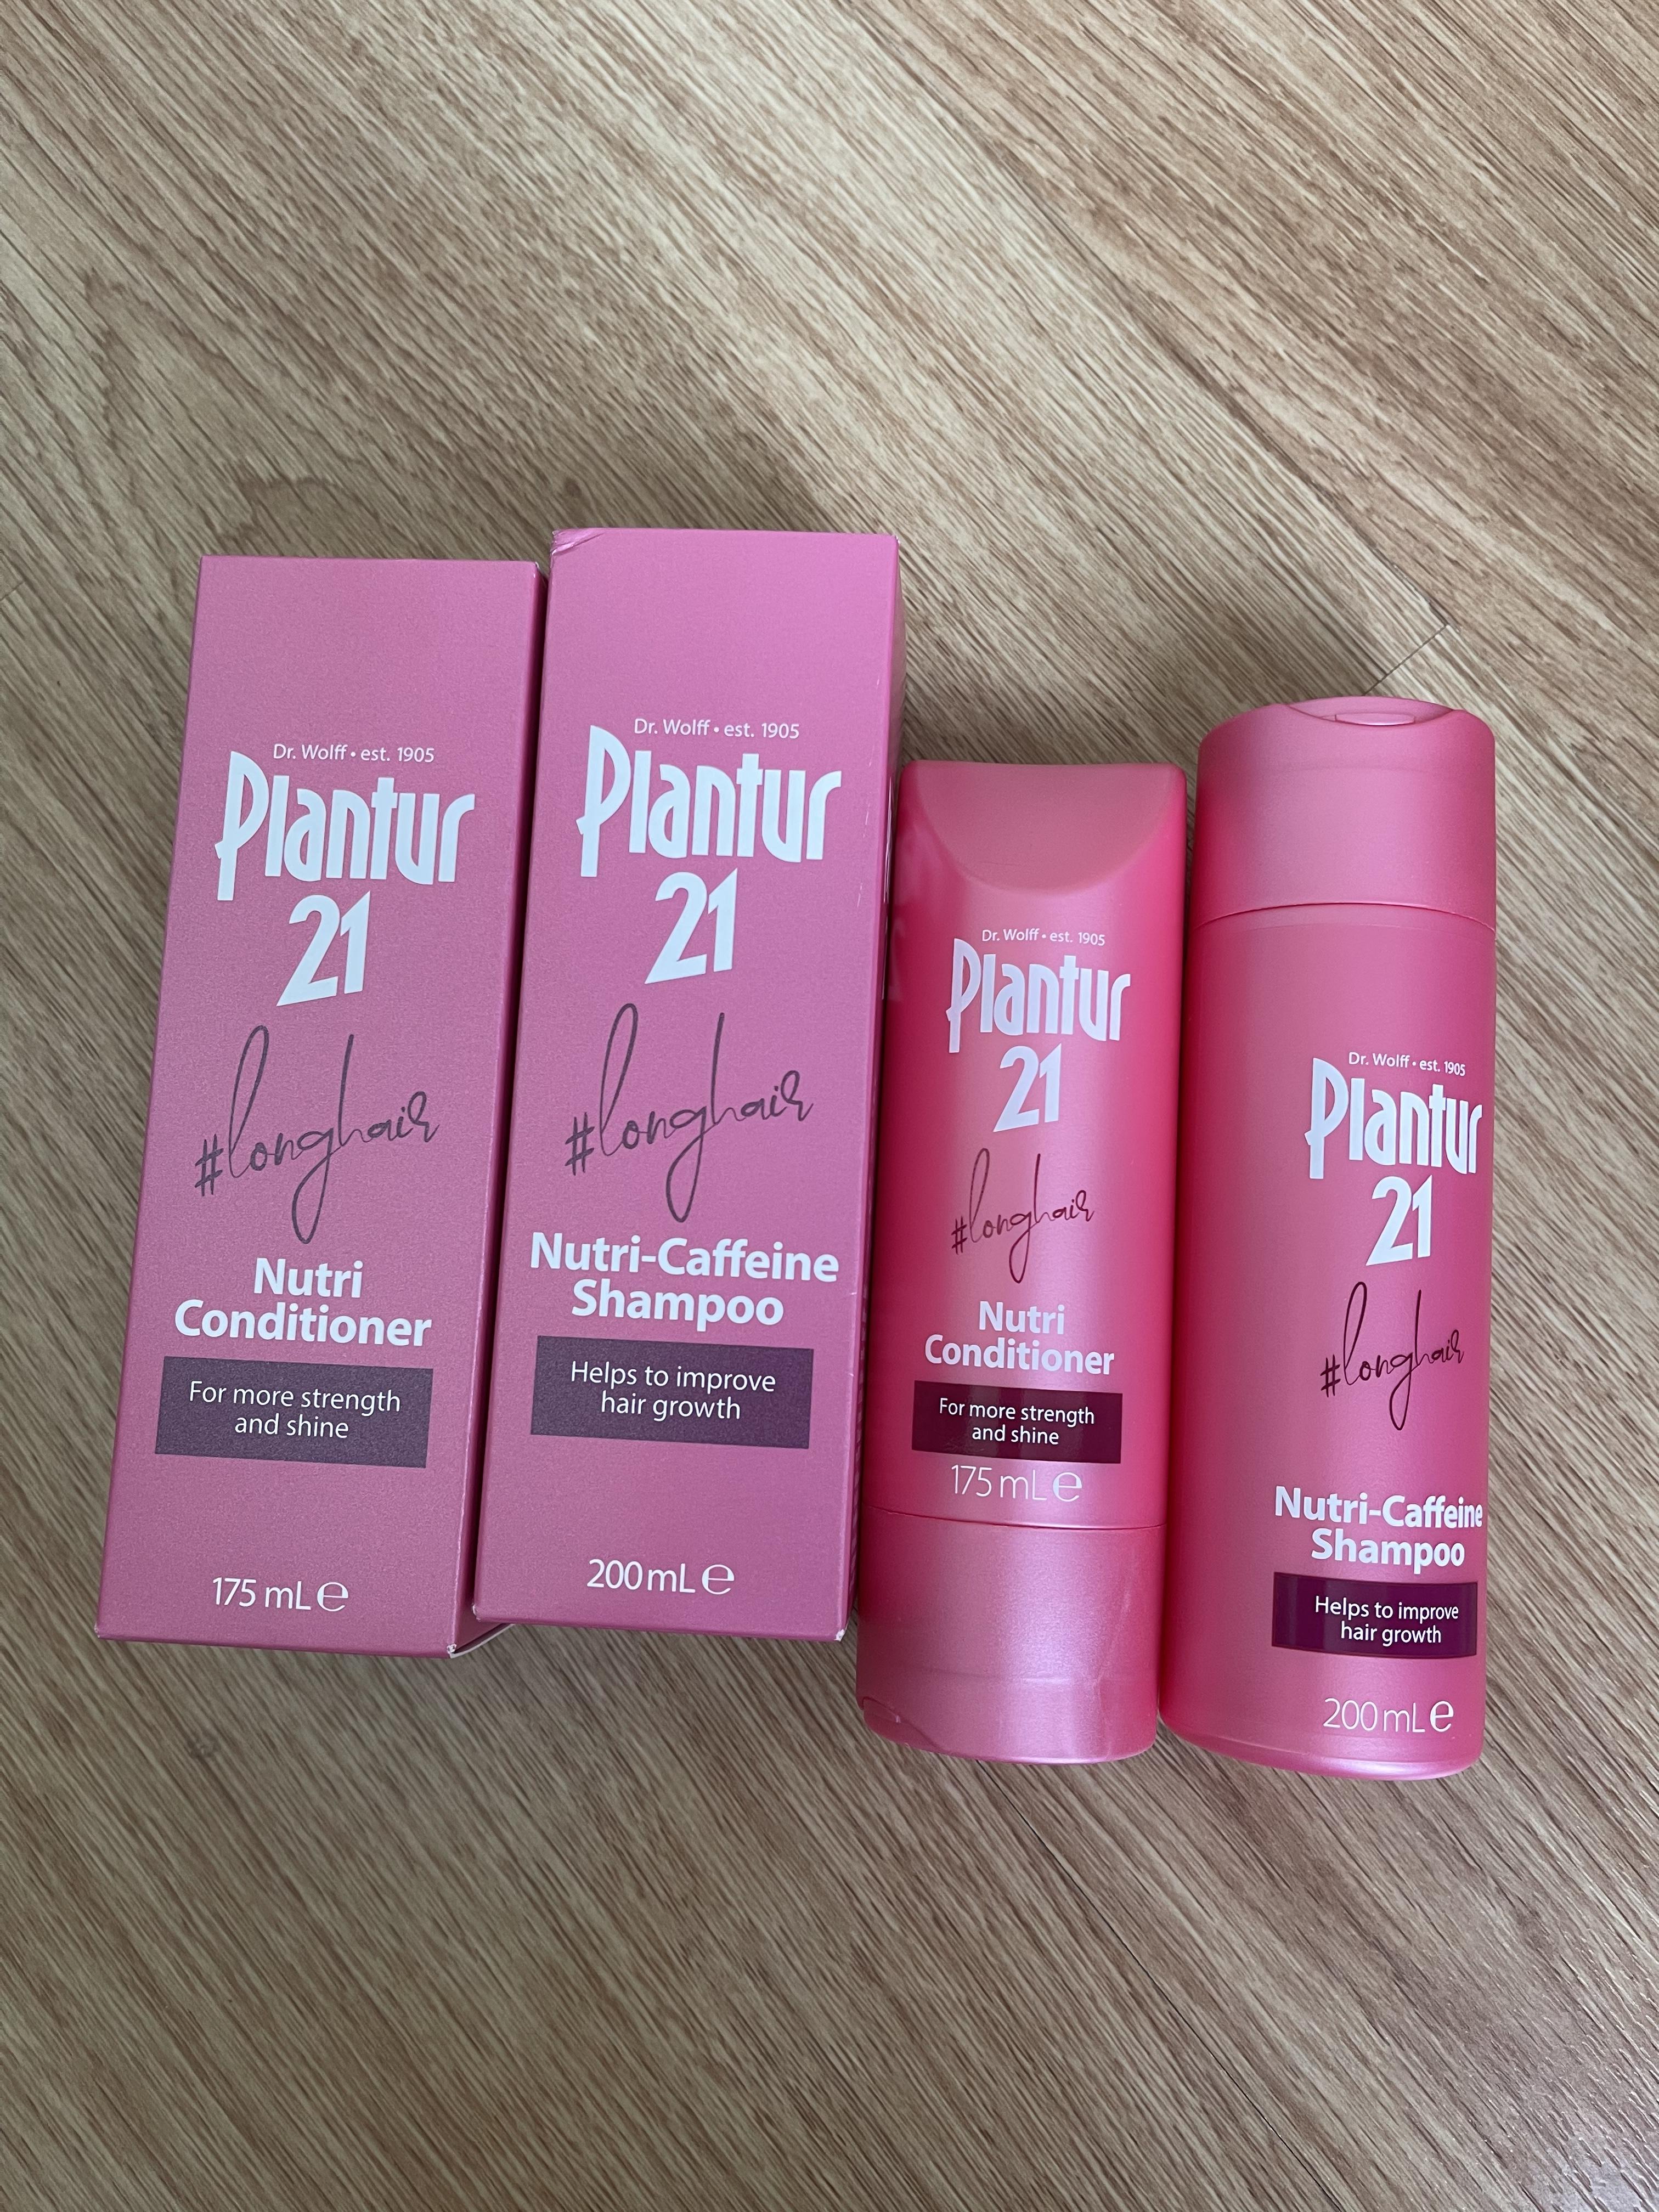 Dr. Wolff • est. 1905
Plantur
21
#longhair
Nutri
Conditioner
For more strength
and shine
175 mL ℮
Dr. Wolff • est. 1905
Plantur
21
#longhair
Nutri-Caffeine
Shampoo
Helps to improve
hair growth
200 mL ℮
Dr. Wolff • est. 1905
Plantur
21
#longhair
Nutri
Conditioner
For more strength
and shine
175 mL ℮
Dr. Wolff • est. 1905
Plantur
21
#longhair
Nutri-Caffeine
Shampoo
Helps to improve
hair growth
200 mL ℮